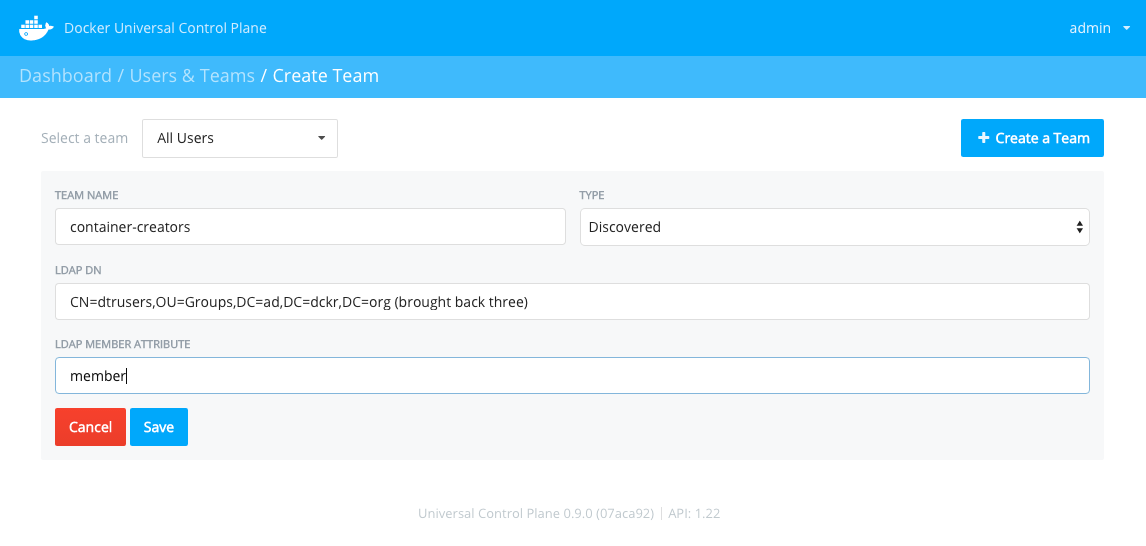 Docker Universal Control Plane
admin
Dashboard / Users & Teams / Create Team
Select a team
All Users
+ Create a Team
TEAM NAME
TYPE
container-creators
Discovered
LDAP DN
CN=dtrusers,OU=Groups,DC=ad,DC=dckr,DC=org (brought back three)
LDAP MEMBER ATTRIBUTE
member
Cancel
Save
Universal Control Plane 0.9.0 (07aca92) | API: 1.22